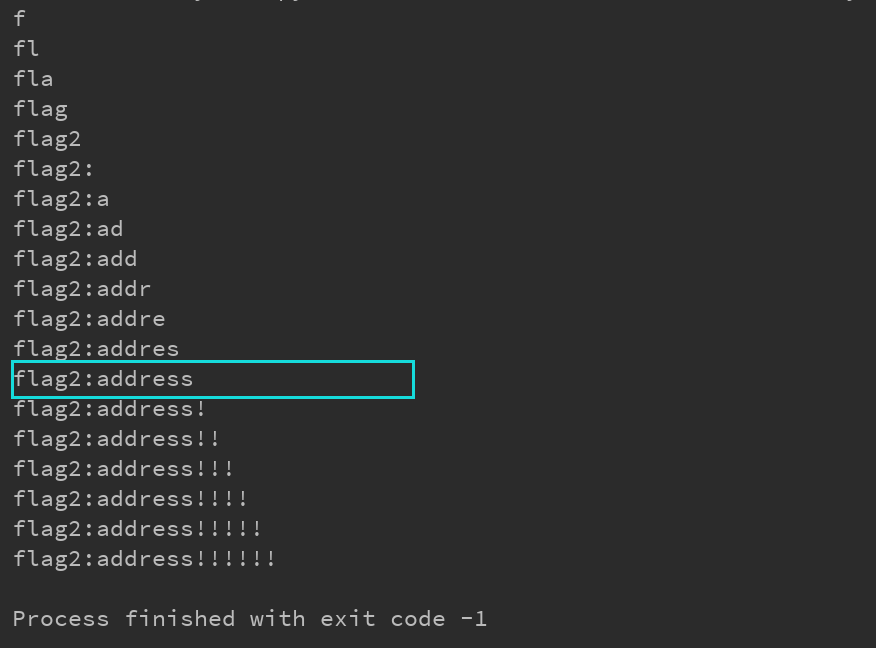 f
fl
fla
flag
flag2
flag2:
flag2:a
flag2:ad
flag2:add
flag2:addr
flag2:addre
flag2:addres
flag2:address
flag2:address!
flag2:address!!
flag2:address!!!
flag2:address!!!!
flag2:address!!!!!
flag2:address!!!!!!
Process finished with exit code -1